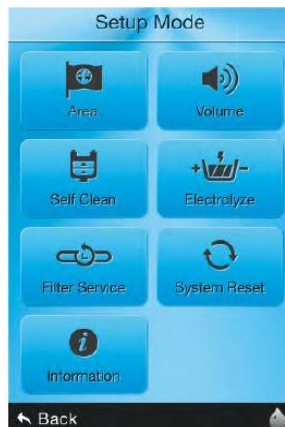 Setup Mode
Area
Volume
Self Clean
Electrolyze
Filter Service
System Reset
Information
Back